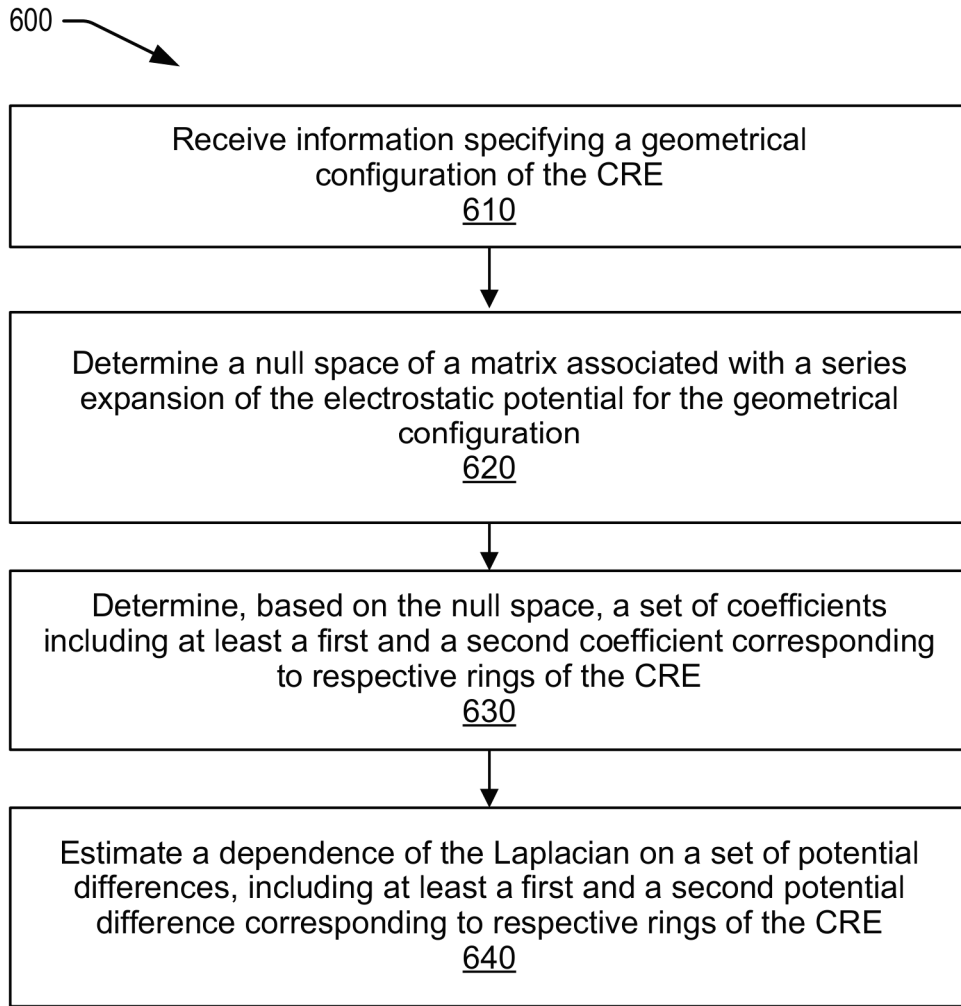 600
Receive information specifying a geometrical
configuration of the CRE
610
Determine a null space of a matrix associated with a series
expansion of the electrostatic potential for the geometrical
configuration
620
Determine, based on the null space, a set of coefficients
including at least a first and a second coefficient corresponding
to respective rings of the CRE
630
Estimate a dependence of the Laplacian on a set of potential
differences, including at least a first and a second potential
difference corresponding to respective rings of the CRE
640